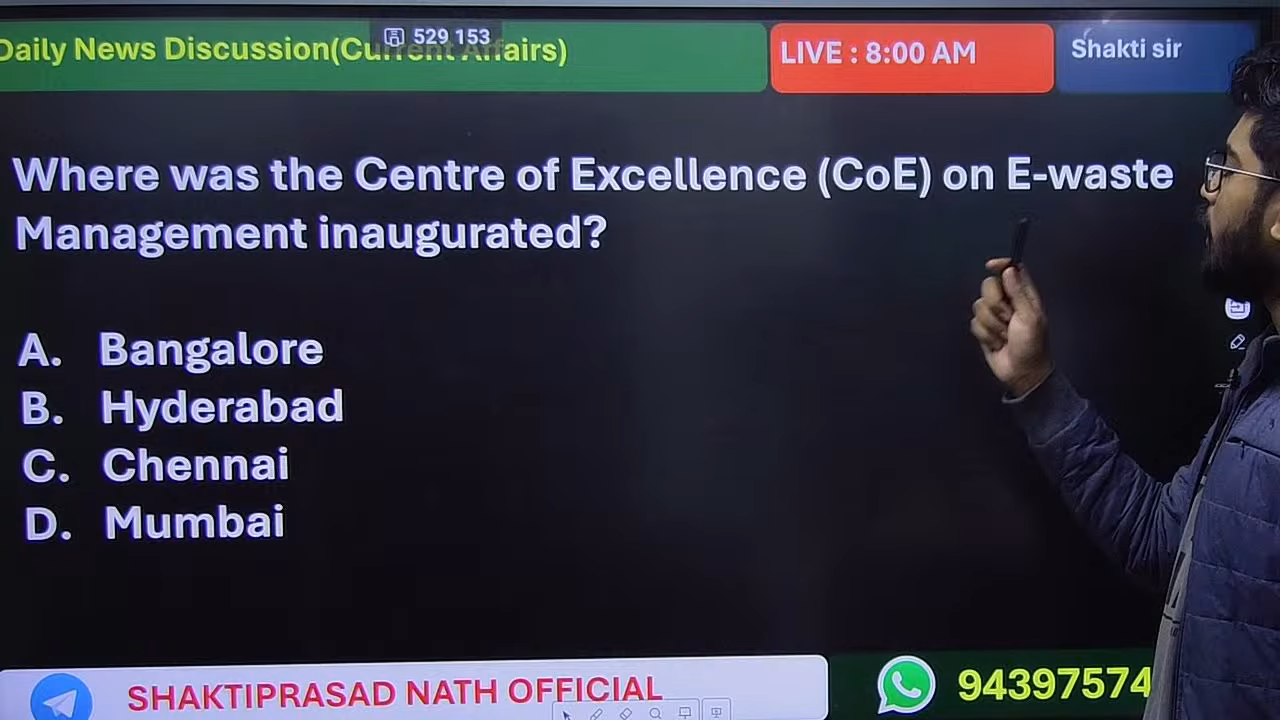 Daily News Discussion(Current Affairs)
529 153
LIVE : 8:00 AM
Shakti sir
Where was the Centre of Excellence (CoE) on E-waste
Management inaugurated?
A. Bangalore
B. Hyderabad
C. Chennai
D. Mumbai
SHAKTIPRASAD NATH OFFICIAL
94397574